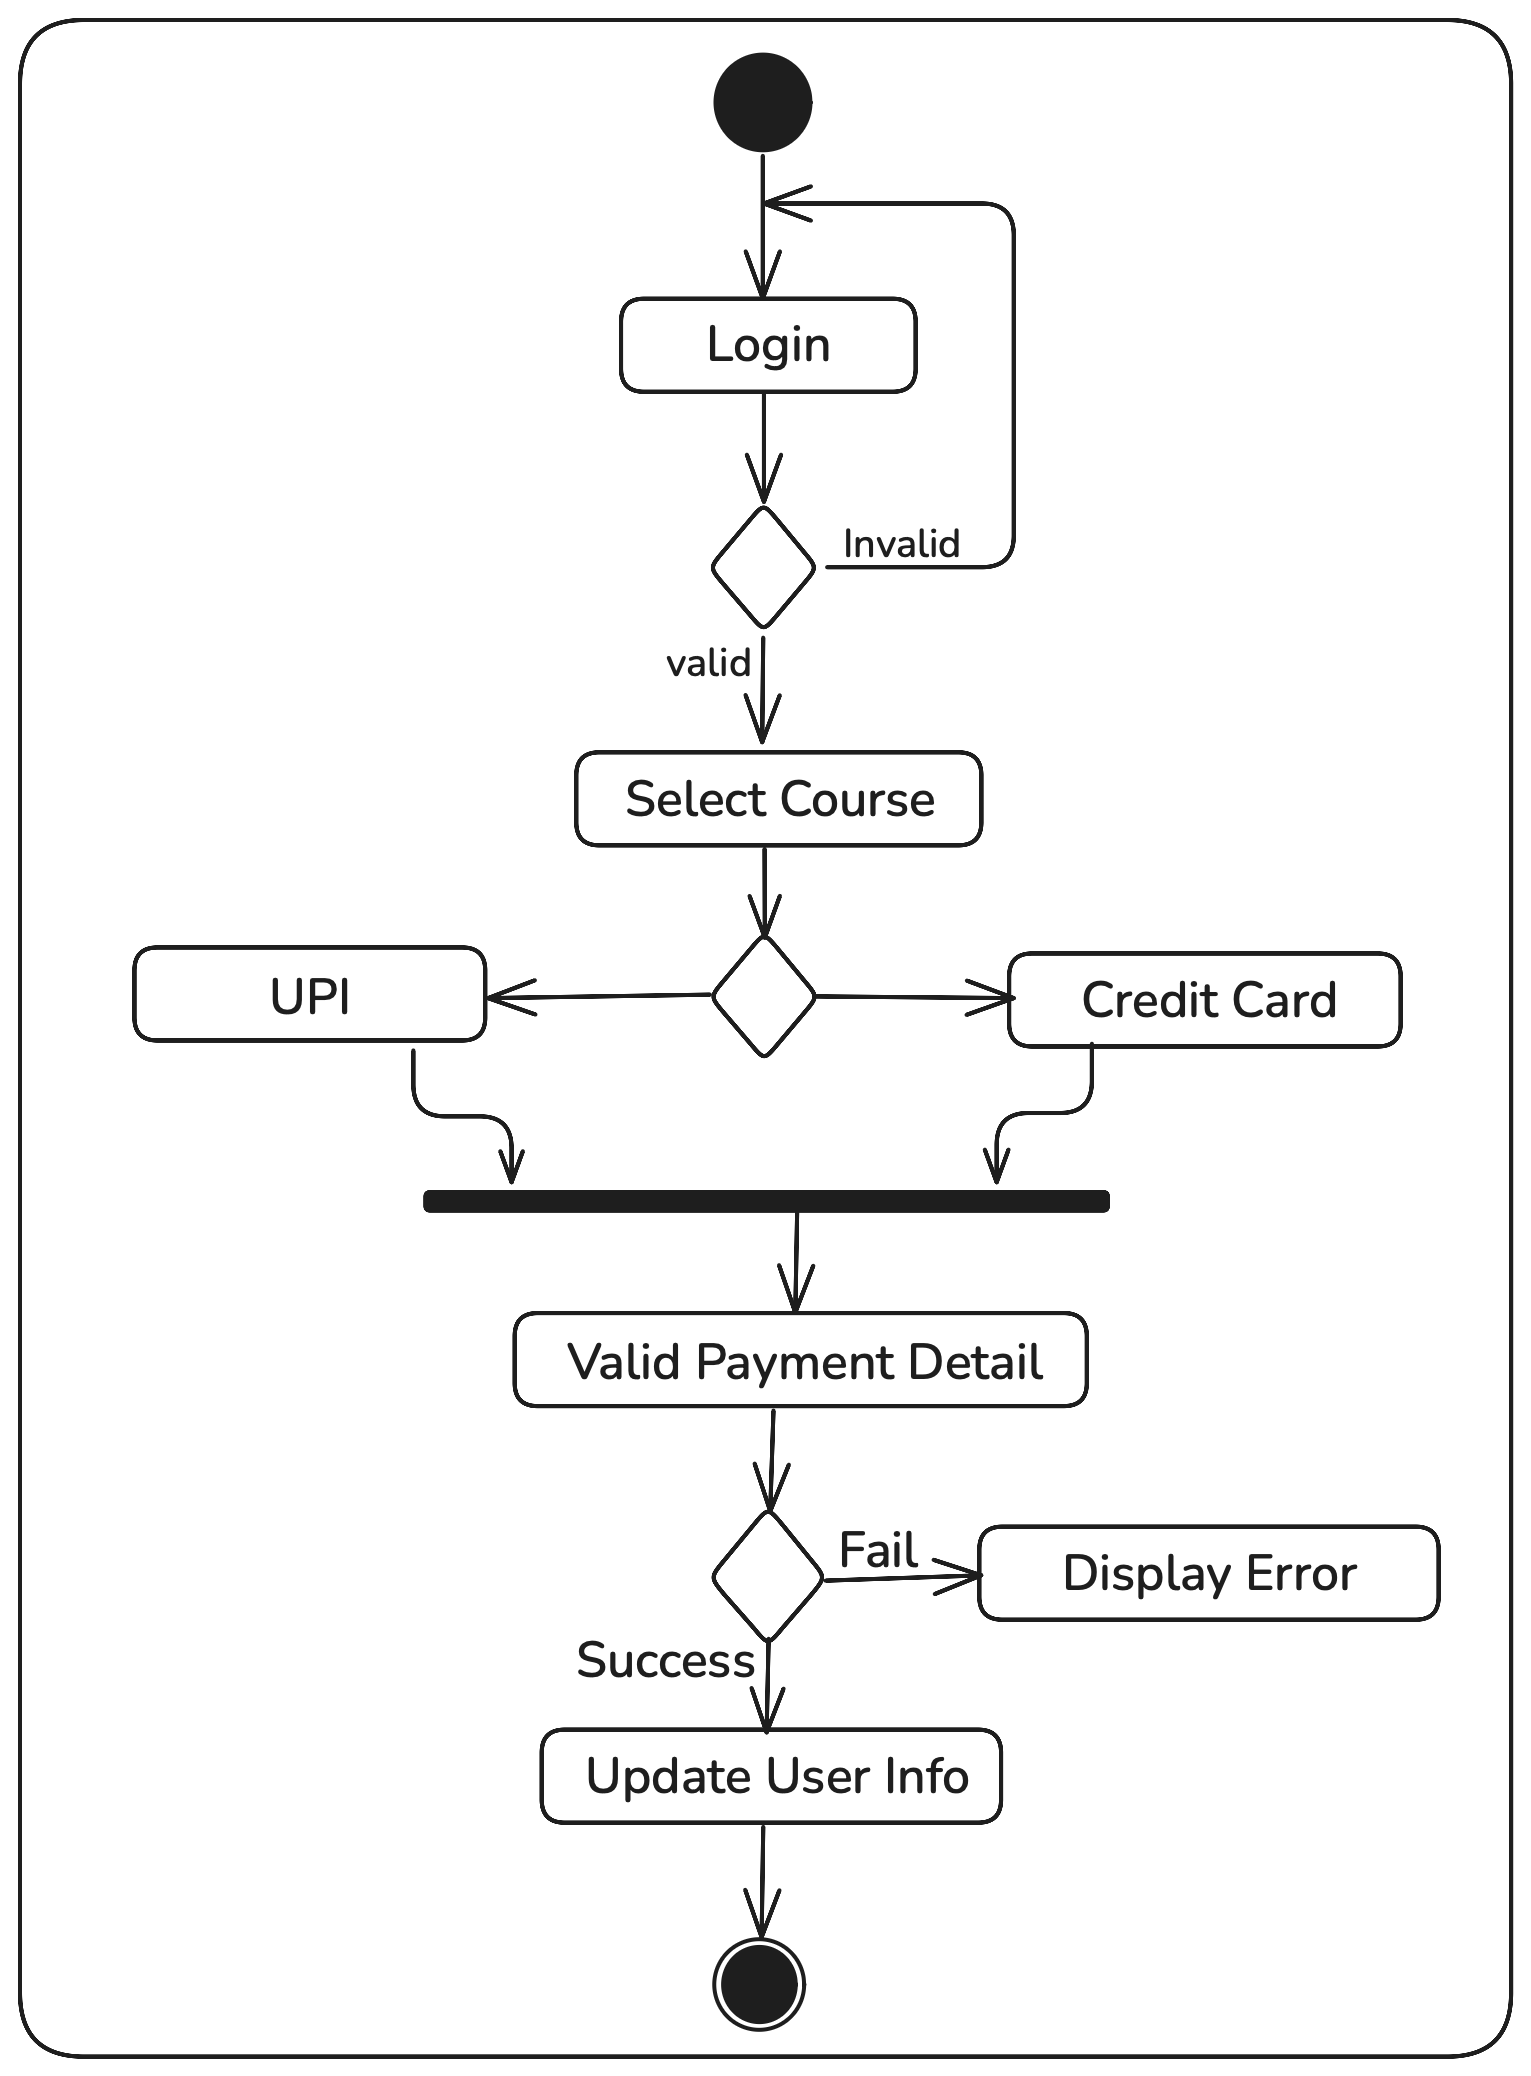 Login
Invalid
valid
Select Course
UPI
Credit Card
Valid Payment Detail
Fail
Display Error
Success
Update User Info